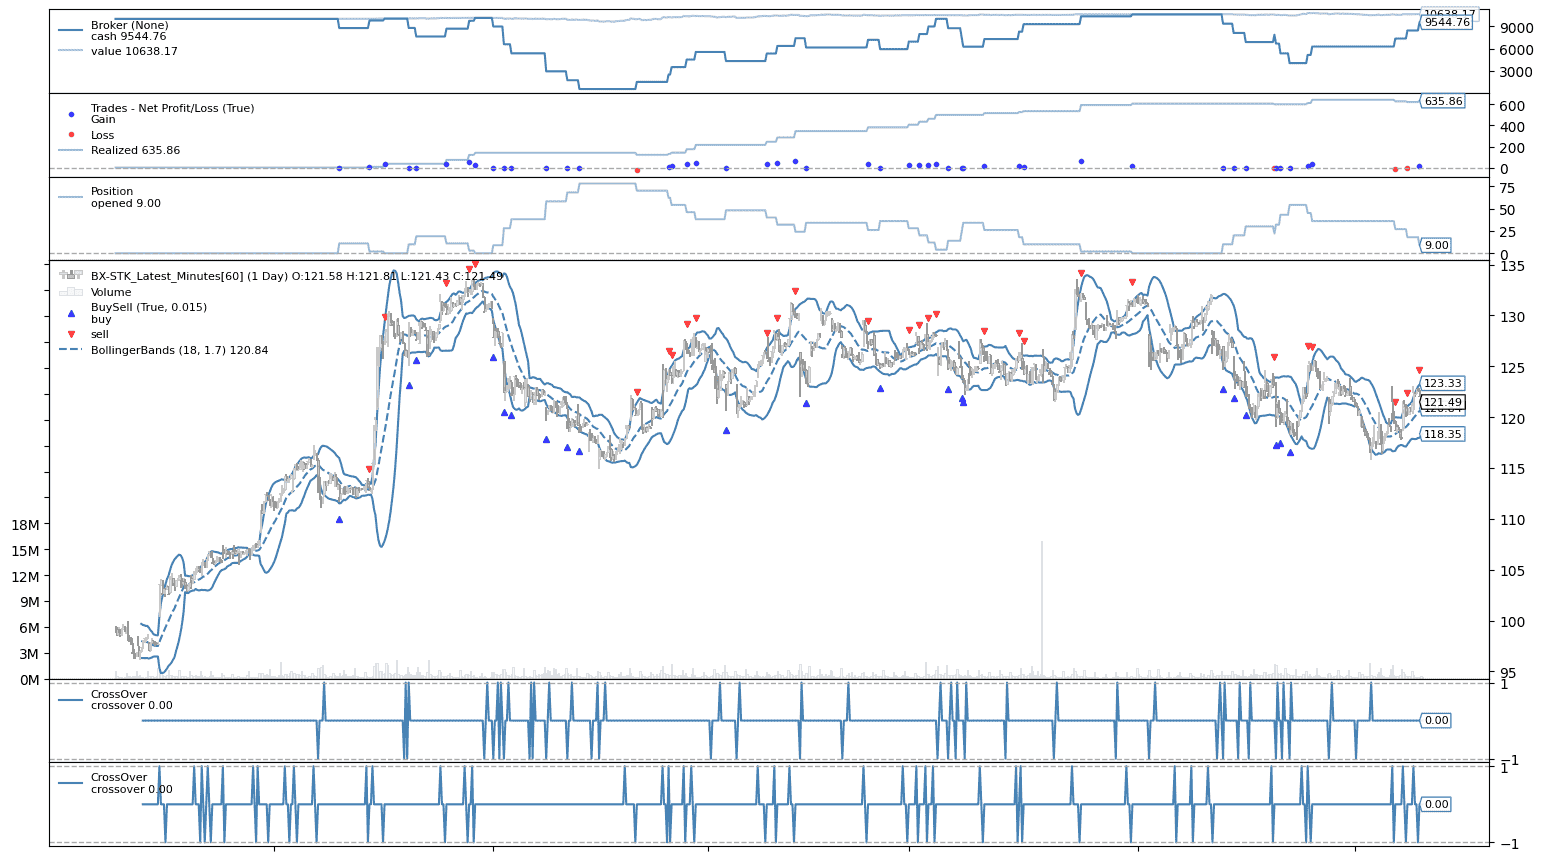 Broker (None)
cash 9544.76
value 10638.17
10638.17
9544.76
9000
6000
3000
Trades - Net Profit/Loss (True)
Gain
Loss
Realized 635.86
635.86
600
400
200
0
Position
opened 9.00
75
50
25
9.00
0
BX-STK_Latest_Minutes[60] (1 Day) O:121.58 H:121.81 L:121.43 C:121.49
Volume
BuySell (True, 0.015)
buy
sell
BollingerBands (18, 1.7) 120.84
135
130
125
123.33
121.49
120
118.35
115
110
105
100
95
18M
15M
12M
9M
6M
3M
0M
CrossOver
crossover 0.00
1
0.00
−1
CrossOver
crossover 0.00
1
0.00
−1